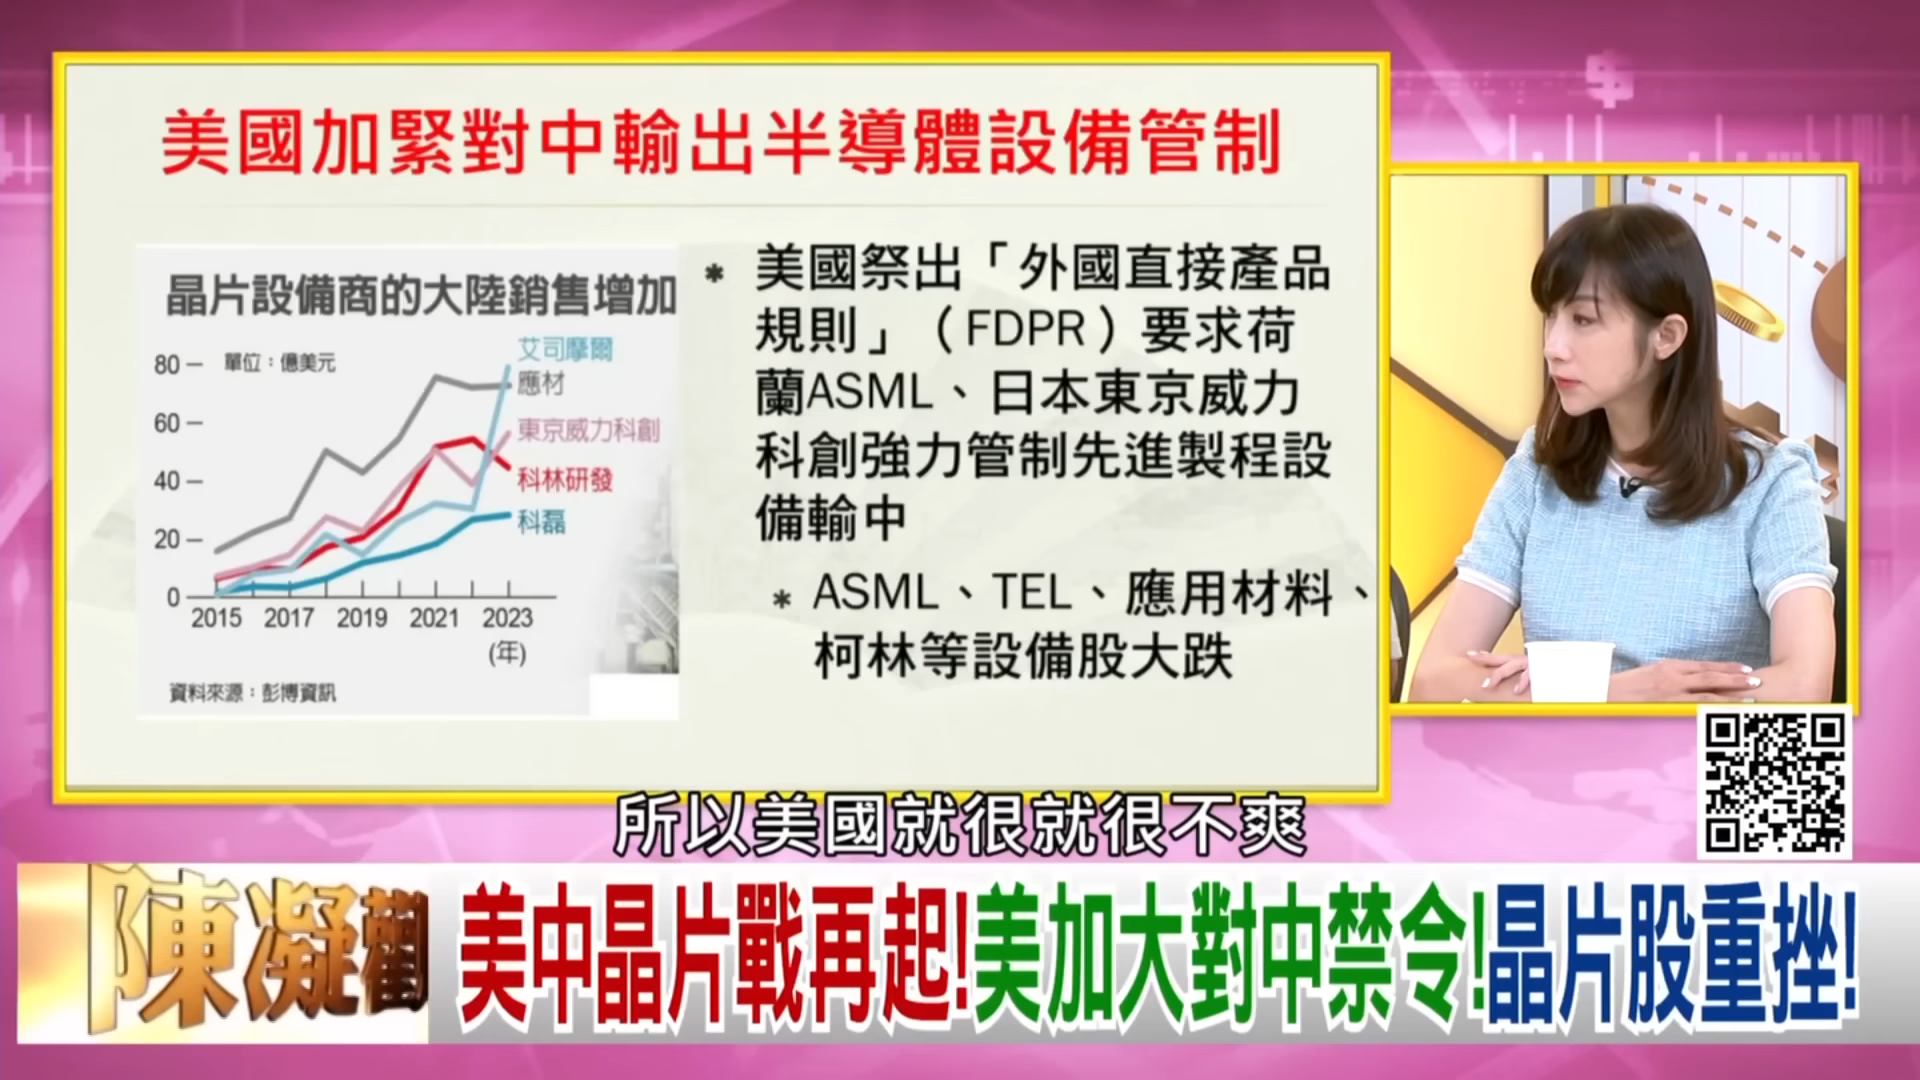 美國加緊對中輸出半導體設備管制
晶片設備商的大陸銷售增加
單位：億美元
80
60
40
20
0
艾司摩爾
應材
東京威力科創
科林研發
科磊
2015 2017 2019 2021 2023
(年)
資料來源：彭博資訊
* 美國祭出「外國直接產品
規則」（FDPR）要求荷
蘭ASML、日本東京威力
科創強力管制先進製程設
備輸中
* ASML、TEL、應用材料、
柯林等設備股大跌
所以美國就很就很不爽
陳凝觀
美中晶片戰再起!美加大對中禁令!晶片股重挫!